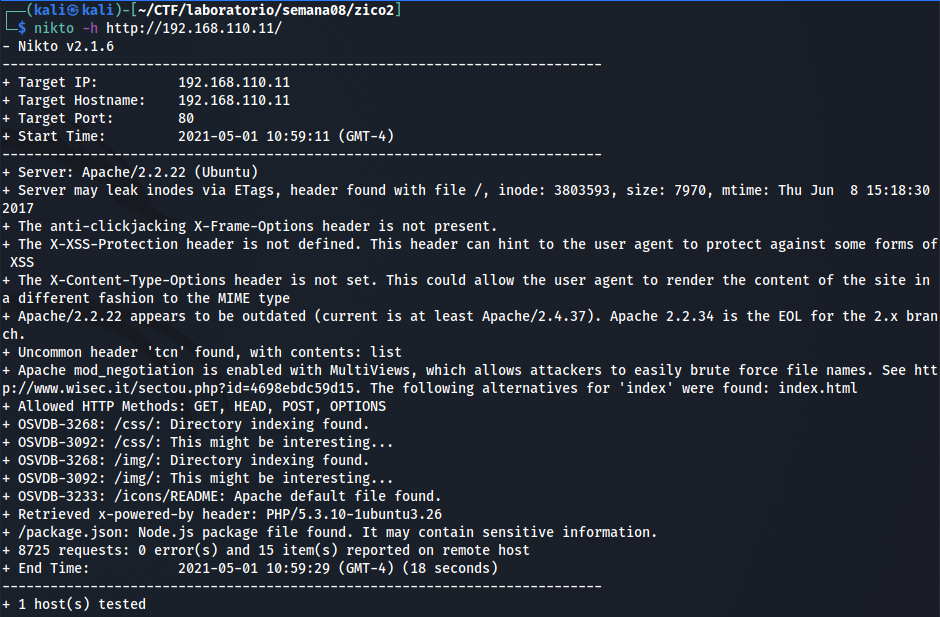 ┌──(kali㉿kali)-[~/CTF/laboratorio/semana08/zico2]
└─$ nikto -h http://192.168.110.11/
- Nikto v2.1.6
---------------------------------------------------------------------------
+ Target IP:          192.168.110.11
+ Target Hostname:    192.168.110.11
+ Target Port:        80
+ Start Time:         2021-05-01 10:59:11 (GMT-4)
---------------------------------------------------------------------------
+ Server: Apache/2.2.22 (Ubuntu)
+ Server may leak inodes via ETags, header found with file /, inode: 3803593, size: 7970, mtime: Thu Jun  8 15:18:30
2017
+ The anti-clickjacking X-Frame-Options header is not present.
+ The X-XSS-Protection header is not defined. This header can hint to the user agent to protect against some forms of
 XSS
+ The X-Content-Type-Options header is not set. This could allow the user agent to render the content of the site in
a different fashion to the MIME type
+ Apache/2.2.22 appears to be outdated (current is at least Apache/2.4.37). Apache 2.2.34 is the EOL for the 2.x bran
ch.
+ Uncommon header 'tcn' found, with contents: list
+ Apache mod_negotiation is enabled with MultiViews, which allows attackers to easily brute force file names. See htt
p://www.wisec.it/sectou.php?id=4698ebdc59d15. The following alternatives for 'index' were found: index.html
+ Allowed HTTP Methods: GET, HEAD, POST, OPTIONS
+ OSVDB-3268: /css/: Directory indexing found.
+ OSVDB-3092: /css/: This might be interesting...
+ OSVDB-3268: /img/: Directory indexing found.
+ OSVDB-3092: /img/: This might be interesting...
+ OSVDB-3233: /icons/README: Apache default file found.
+ Retrieved x-powered-by header: PHP/5.3.10-1ubuntu3.26
+ /package.json: Node.js package file found. It may contain sensitive information.
+ 8725 requests: 0 error(s) and 15 item(s) reported on remote host
+ End Time:           2021-05-01 10:59:29 (GMT-4) (18 seconds)
---------------------------------------------------------------------------
+ 1 host(s) tested